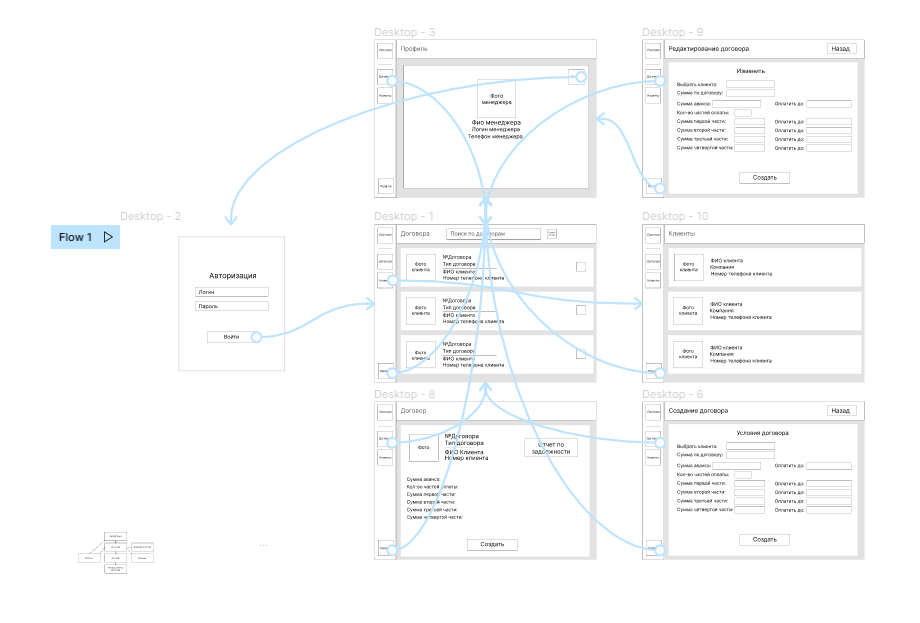 Flow 1
Desktop - 2
Авторизация
Логин
Пароль
Войти
Desktop - 3
Профиль
Фото
менеджера
Фио менеджера
Логин менеджера
Телефон менеджера
Desktop - 9
Редактирование договора
Назад
Изменить
Выбрать клиента:
Сумма по договору:
Сумма аванса:
Оплатить до:
Кол-во частей оплаты:
Сумма первой части:
Оплатить до:
Сумма второй части:
Оплатить до:
Сумма третьей части:
Оплатить до:
Сумма четвертой части:
Оплатить до:
Создать
Desktop - 1
Договора
Поиск по договорам
Фото
клиента
№Договора
Тип договора
ФИО клиента
Номер телефона клиента
Фото
клиента
№Договора
Тип договора
ФИО клиента
Номер телефона клиента
Фото
клиента
№Договора
Тип договора
ФИО клиента
Номер телефона клиента
Desktop - 10
Клиенты
Фото
клиента
ФИО клиента
Компания
Номер телефона клиента
Фото
клиента
ФИО клиента
Компания
Номер телефона клиента
Фото
клиента
ФИО клиента
Компания
Номер телефона клиента
Desktop - 8
Договор
Фото
№Договора
Тип договора
ФИО Клиента
Номер клиента
Отчет по
задолжности
Сумма аванса:
Кол-во частей оплаты:
Сумма первой части:
Сумма второй части:
Сумма третьей части:
Сумма четвертой части:
Создать
Desktop - 6
Создание договора
Назад
Условия договора
Выбрать клиента:
Сумма по договору:
Сумма аванса:
Оплатить до:
Кол-во частей оплаты:
Сумма первой части:
Оплатить до:
Сумма второй части:
Оплатить до:
Сумма третьей части:
Оплатить до:
Сумма четвертой части:
Оплатить до:
Создать